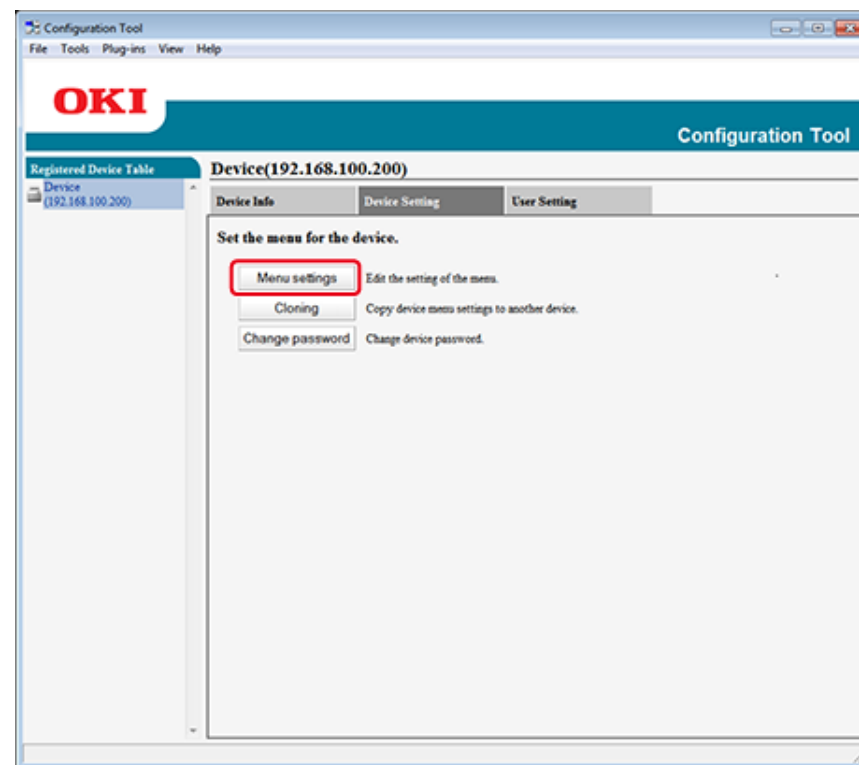 Configuration Tool
File Tools Plug-ins View Help
OKI
Configuration Tool
Registered Device Table
Device
(192.168.100.200)
Device(192.168.100.200)
Device Info Device Setting User Setting
Set the menu for the device.
Menu settings Edit the setting of the menu.
Cloning Copy device menu settings to another device.
Change password Change device password.